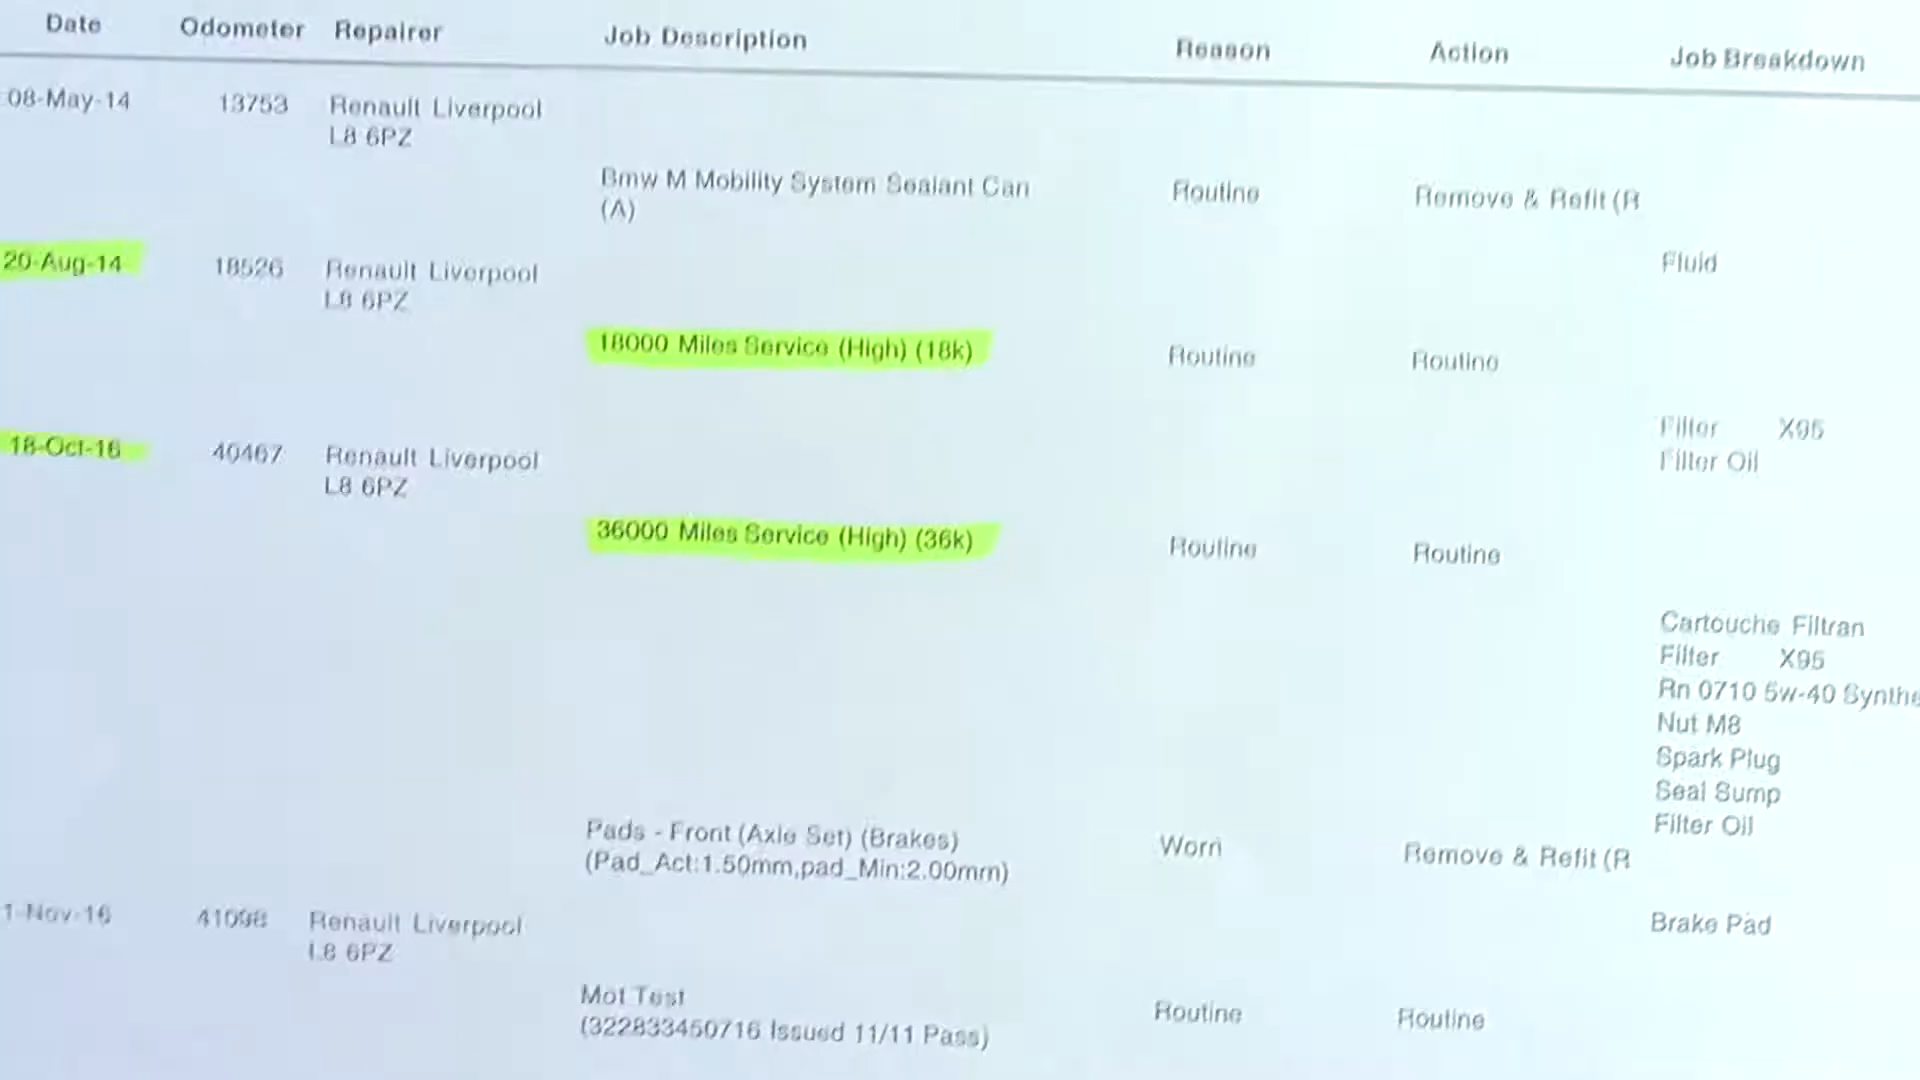 Date Odometer Repairer Job Description Reason Action Job Breakdown
08-May-14 13753 Renault Liverpool
L8 6PZ
Bmw M Mobility System Sealant Can Routine Remove & Refit (R
(A)
Fluid
20-Aug-14 18526 Renault Liverpool
L8 6PZ
18000 Miles Service (High) (18k) Routine Routine
Filter X95
Filter Oil
18-Oct-16 40467 Renault Liverpool
L8 6PZ
36000 Miles Service (High) (36k) Routine Routine
Cartouche Filtran
Filter X95
Rn 0710 5w-40 Synthe
Nut M8
Spark Plug
Seal Sump
Filter Oil
Pads - Front (Axle Set) (Brakes) Worn Remove & Refit (R
(Pad_Act:1.50mm,pad_Min:2.00mm)
Brake Pad
1-Nov-16 41098 Renault Liverpool
L8 6PZ
Mot Test Routine Routine
(322833450716 Issued 11/11 Pass)